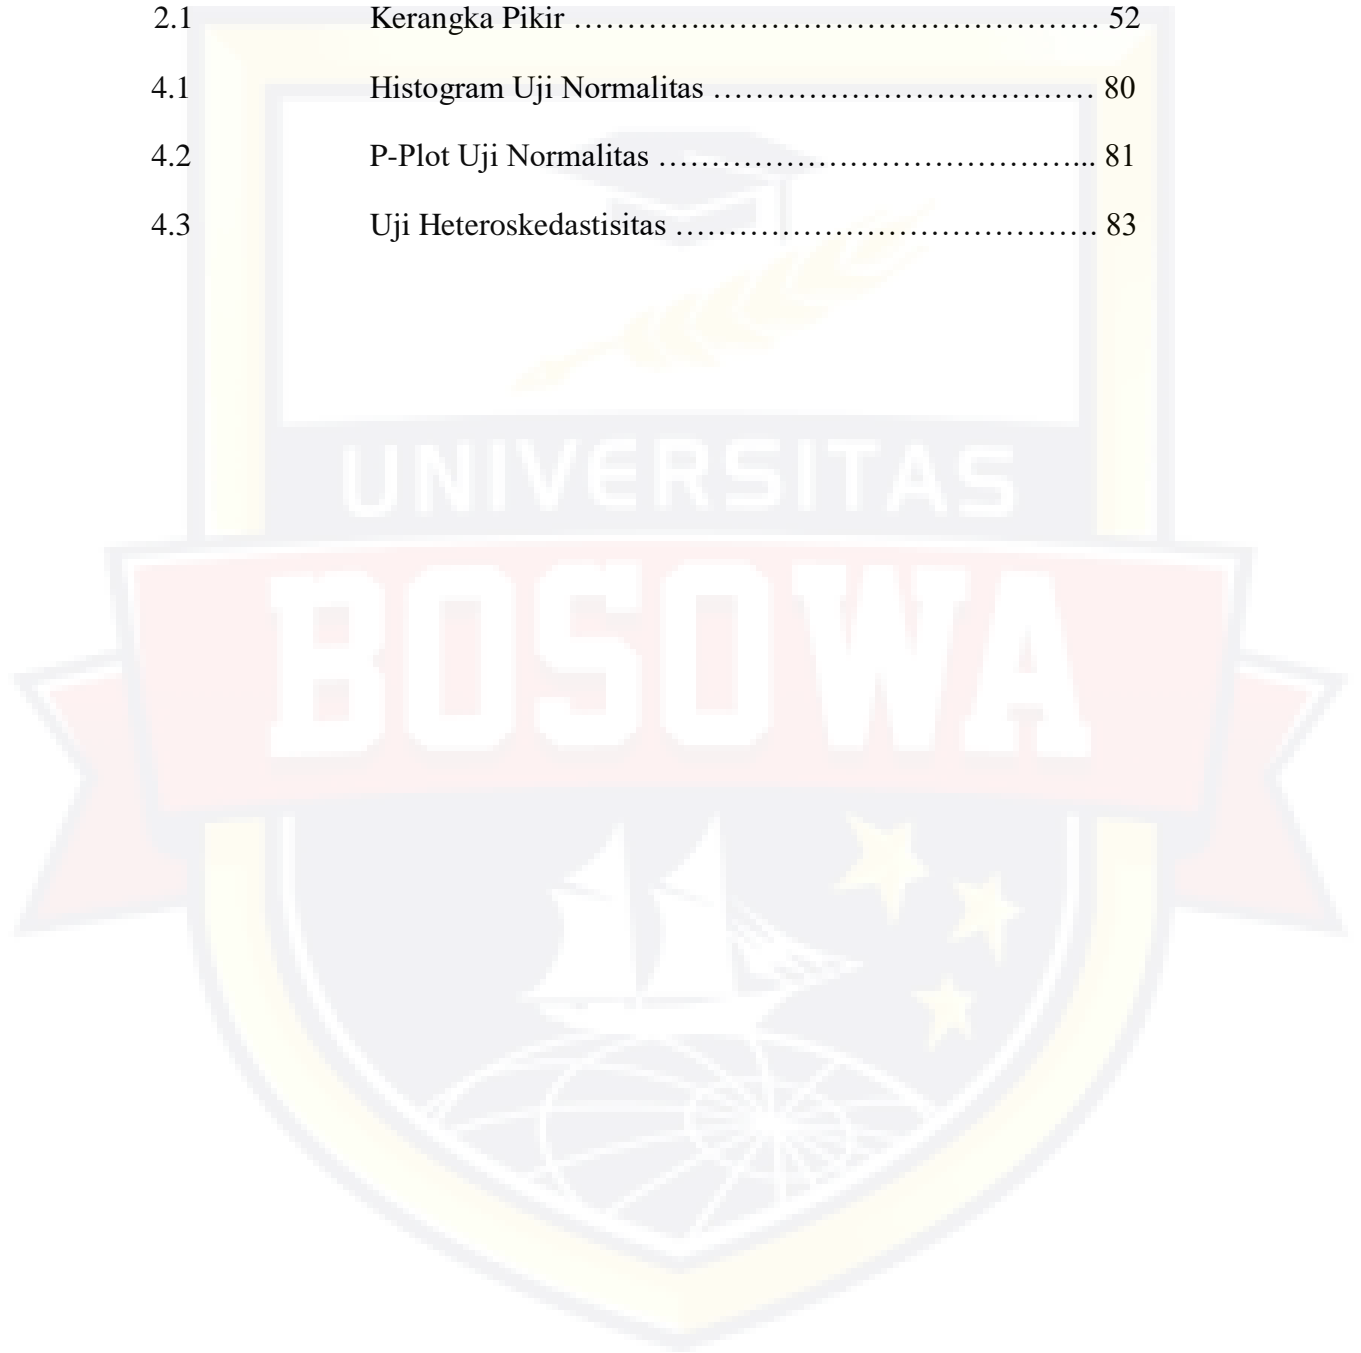 2.1 Kerangka Pikir ………….……………………………… 52
4.1 Histogram Uji Normalitas ……………………………… 80
4.2 P-Plot Uji Normalitas ………………………………….... 81
4.3 Uji Heteroskedastisitas …………………………………. 83
UNIVERSITAS
BOSOWA